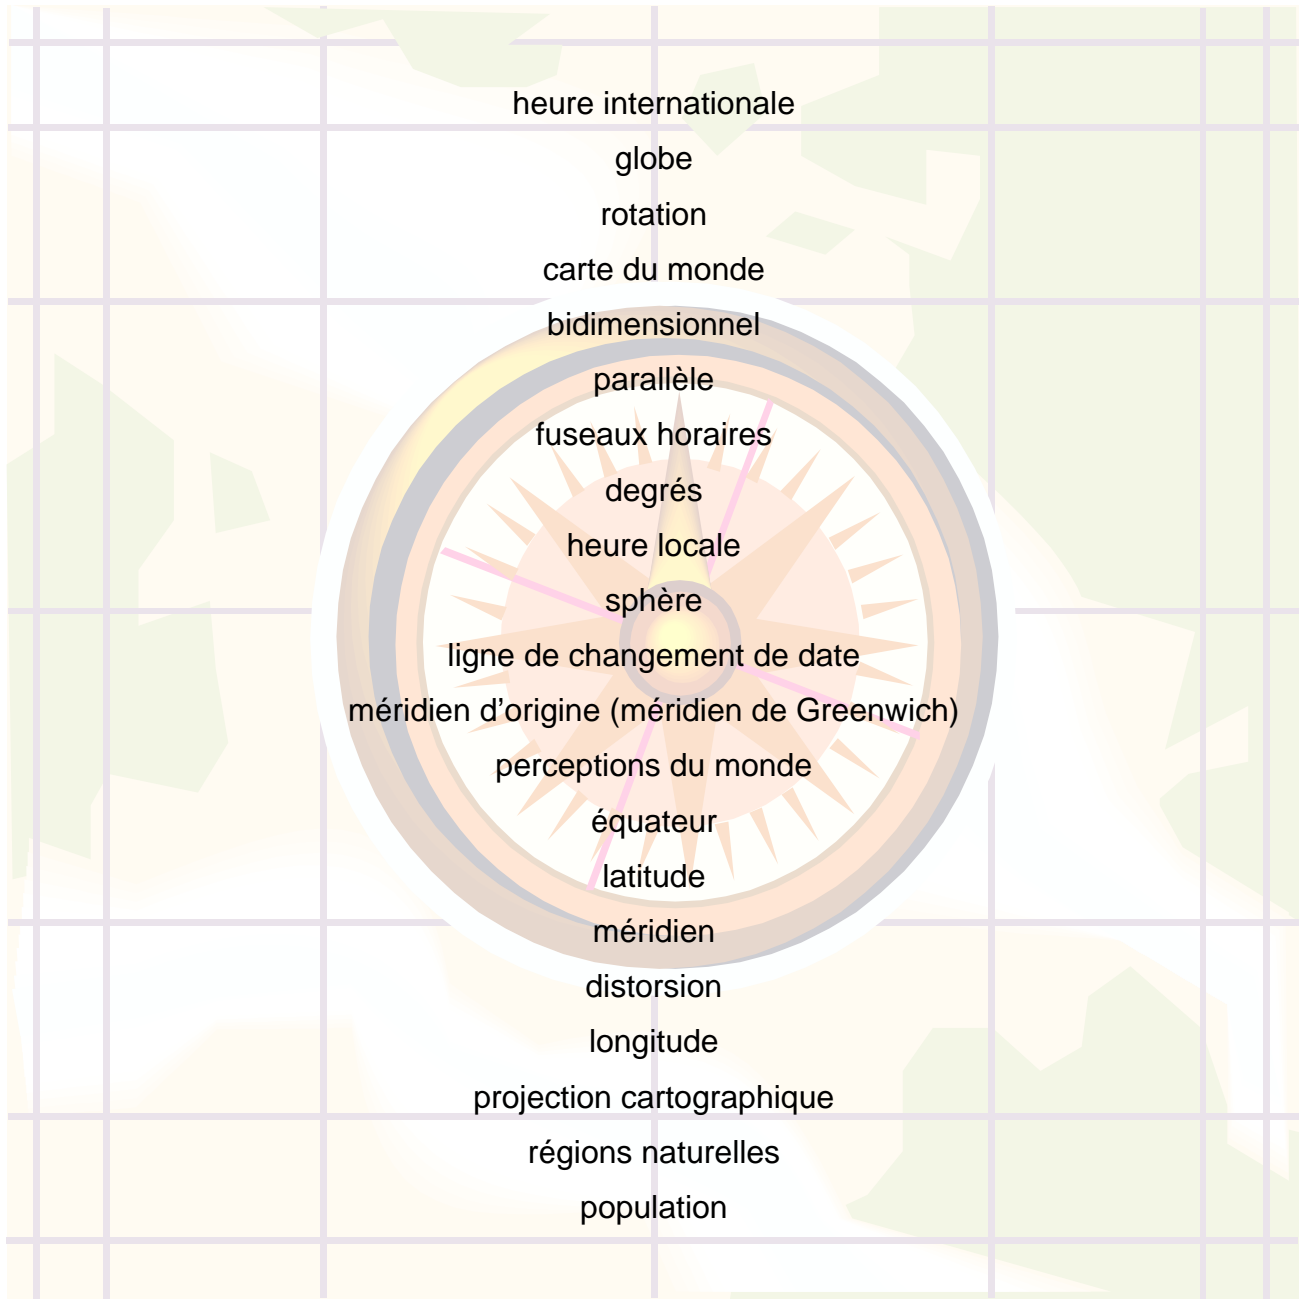 heure internationale
globe
rotation
carte du monde
bidimensionnel
parallèle
fuseaux horaires
degrés
heure locale
sphère
ligne de changement de date
méridien d’origine (méridien de Greenwich)
perceptions du monde
équateur
latitude
méridien
distorsion
longitude
projection cartographique
régions naturelles
population